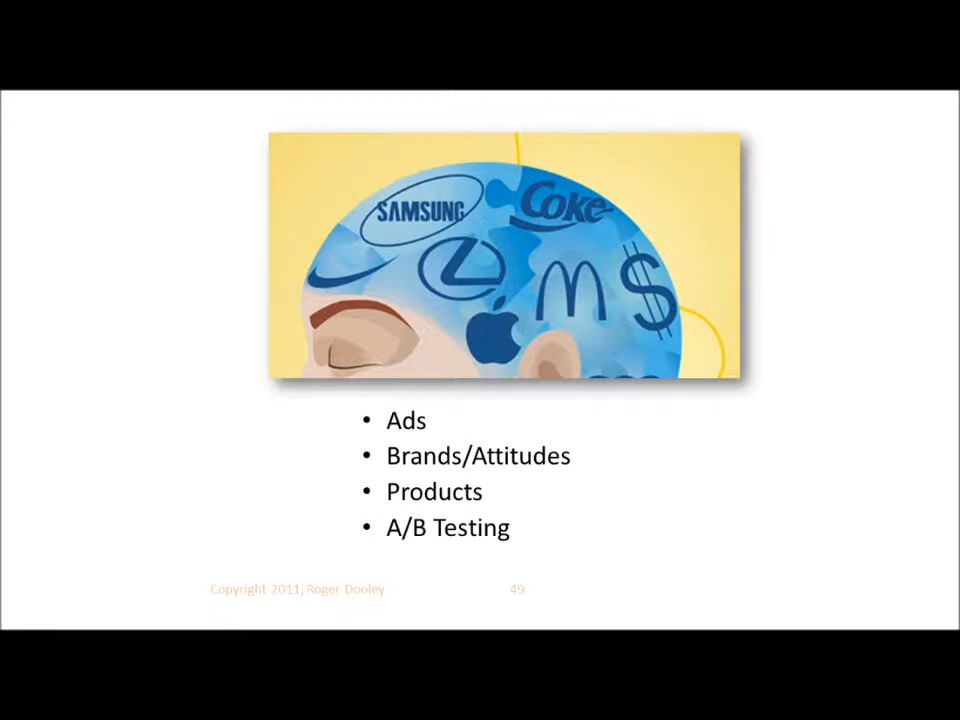 SAMSUNG
Coke
M $
• Ads
• Brands/Attitudes
• Products
• A/B Testing
Copyright 2011, Roger Dooley 49